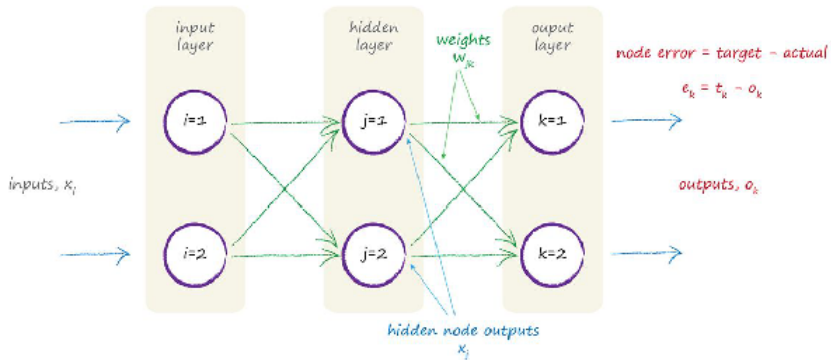 input
layer
hidden
layer
weights
wjk
ouput
layer
node error = target - actual
ek = tk - ok
i=1
j=1
k=1
inputs, xi
outputs, ok
i=2
j=2
k=2
hidden node outputs
xj